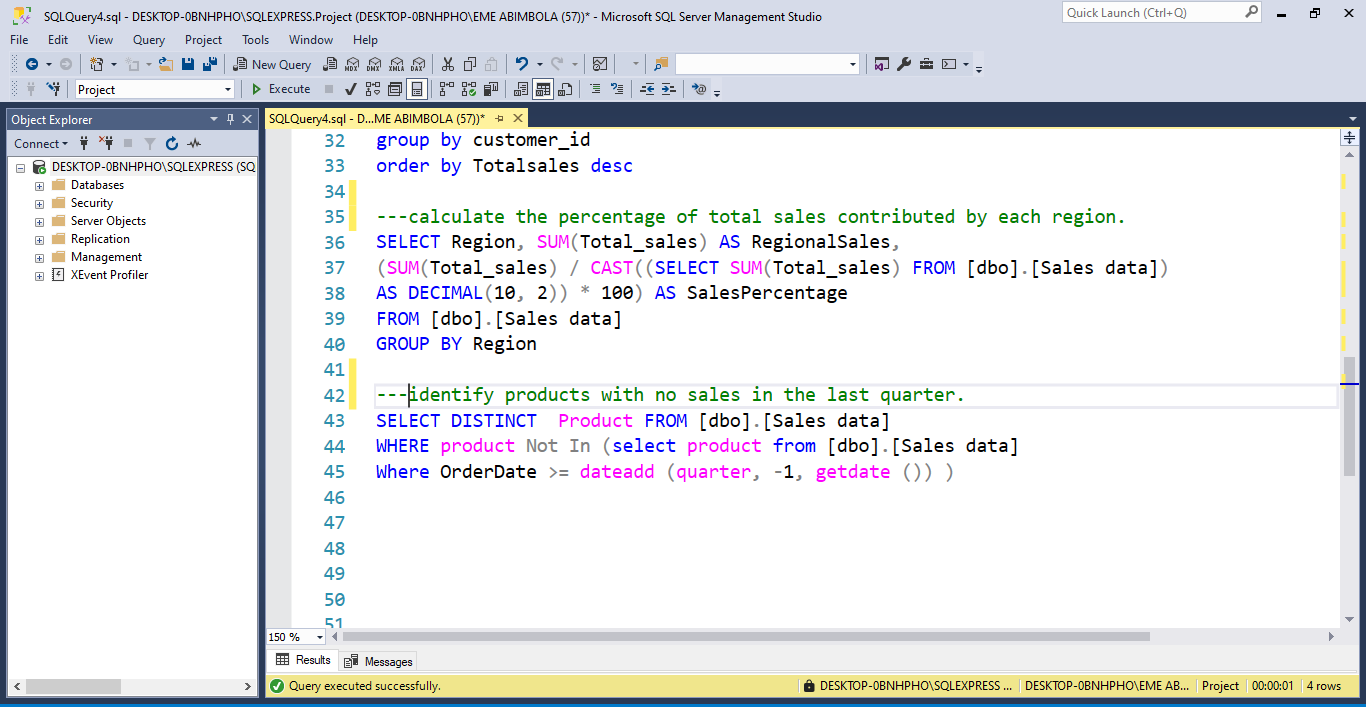 SQLQuery4.sql - DESKTOP-0BNHPHO\SQLEXPRESS.Project (DESKTOP-0BNHPHO\EME ABIMBOLA (57))* - Microsoft SQL Server Management Studio
Quick Launch (Ctrl+Q)
File Edit View Query Project Tools Window Help
New Query MDX DMX XMLA DAX
Project Execute
Object Explorer
Connect
DESKTOP-0BNHPHO\SQLEXPRESS (SQ
Databases
Security
Server Objects
Replication
Management
XEvent Profiler
SQLQuery4.sql - D...ME ABIMBOLA (57))*
32 group by customer_id
33 order by Totalsales desc
34
35 ---calculate the percentage of total sales contributed by each region.
36 SELECT Region, SUM(Total_sales) AS RegionalSales,
37 (SUM(Total_sales) / CAST((SELECT SUM(Total_sales) FROM [dbo].[Sales data])
38 AS DECIMAL(10, 2)) * 100) AS SalesPercentage
39 FROM [dbo].[Sales data]
40 GROUP BY Region
41
42 ---identify products with no sales in the last quarter.
43 SELECT DISTINCT  Product FROM [dbo].[Sales data]
44 WHERE product Not In (select product from [dbo].[Sales data]
45 Where OrderDate >= dateadd (quarter, -1, getdate ()) )
46
47
48
49
50
51
150 %
Results Messages
Query executed successfully.
DESKTOP-0BNHPHO\SQLEXPRESS ... DESKTOP-0BNHPHO\EME AB... Project 00:00:01 4 rows